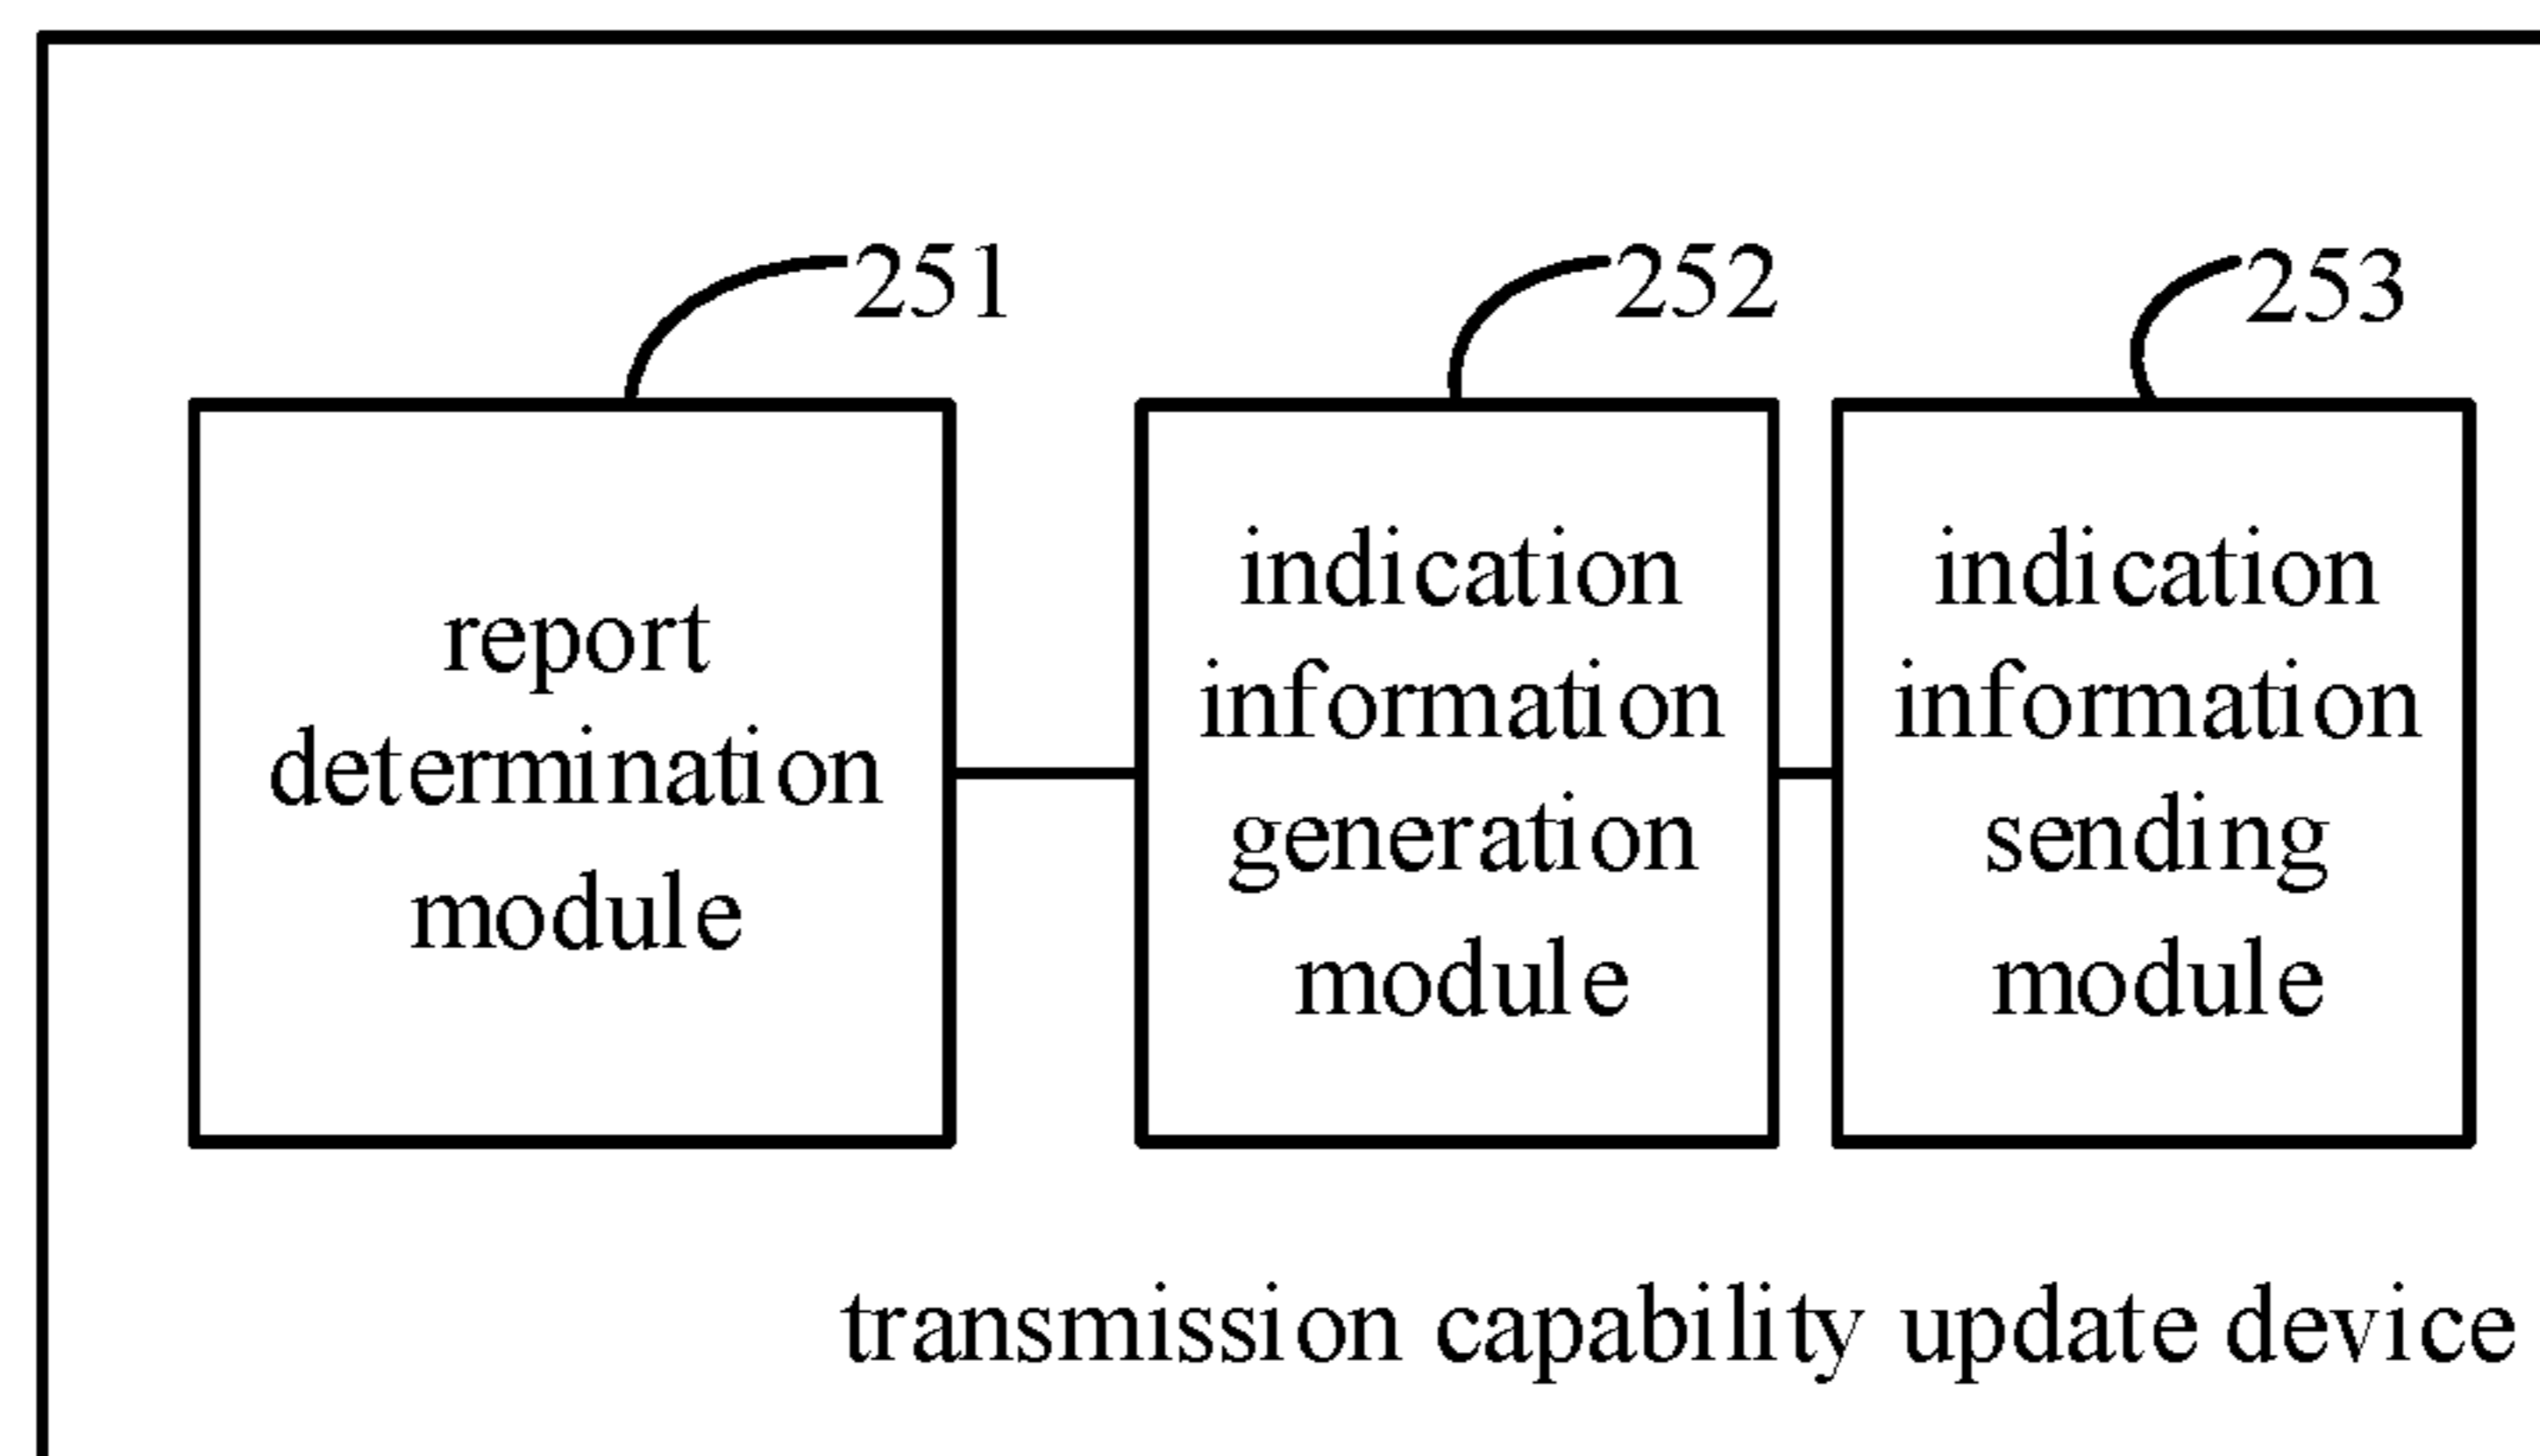 251
252
253
report
determination
module
indication
information
generation
module
indication
information
sending
module
transmission capability update device